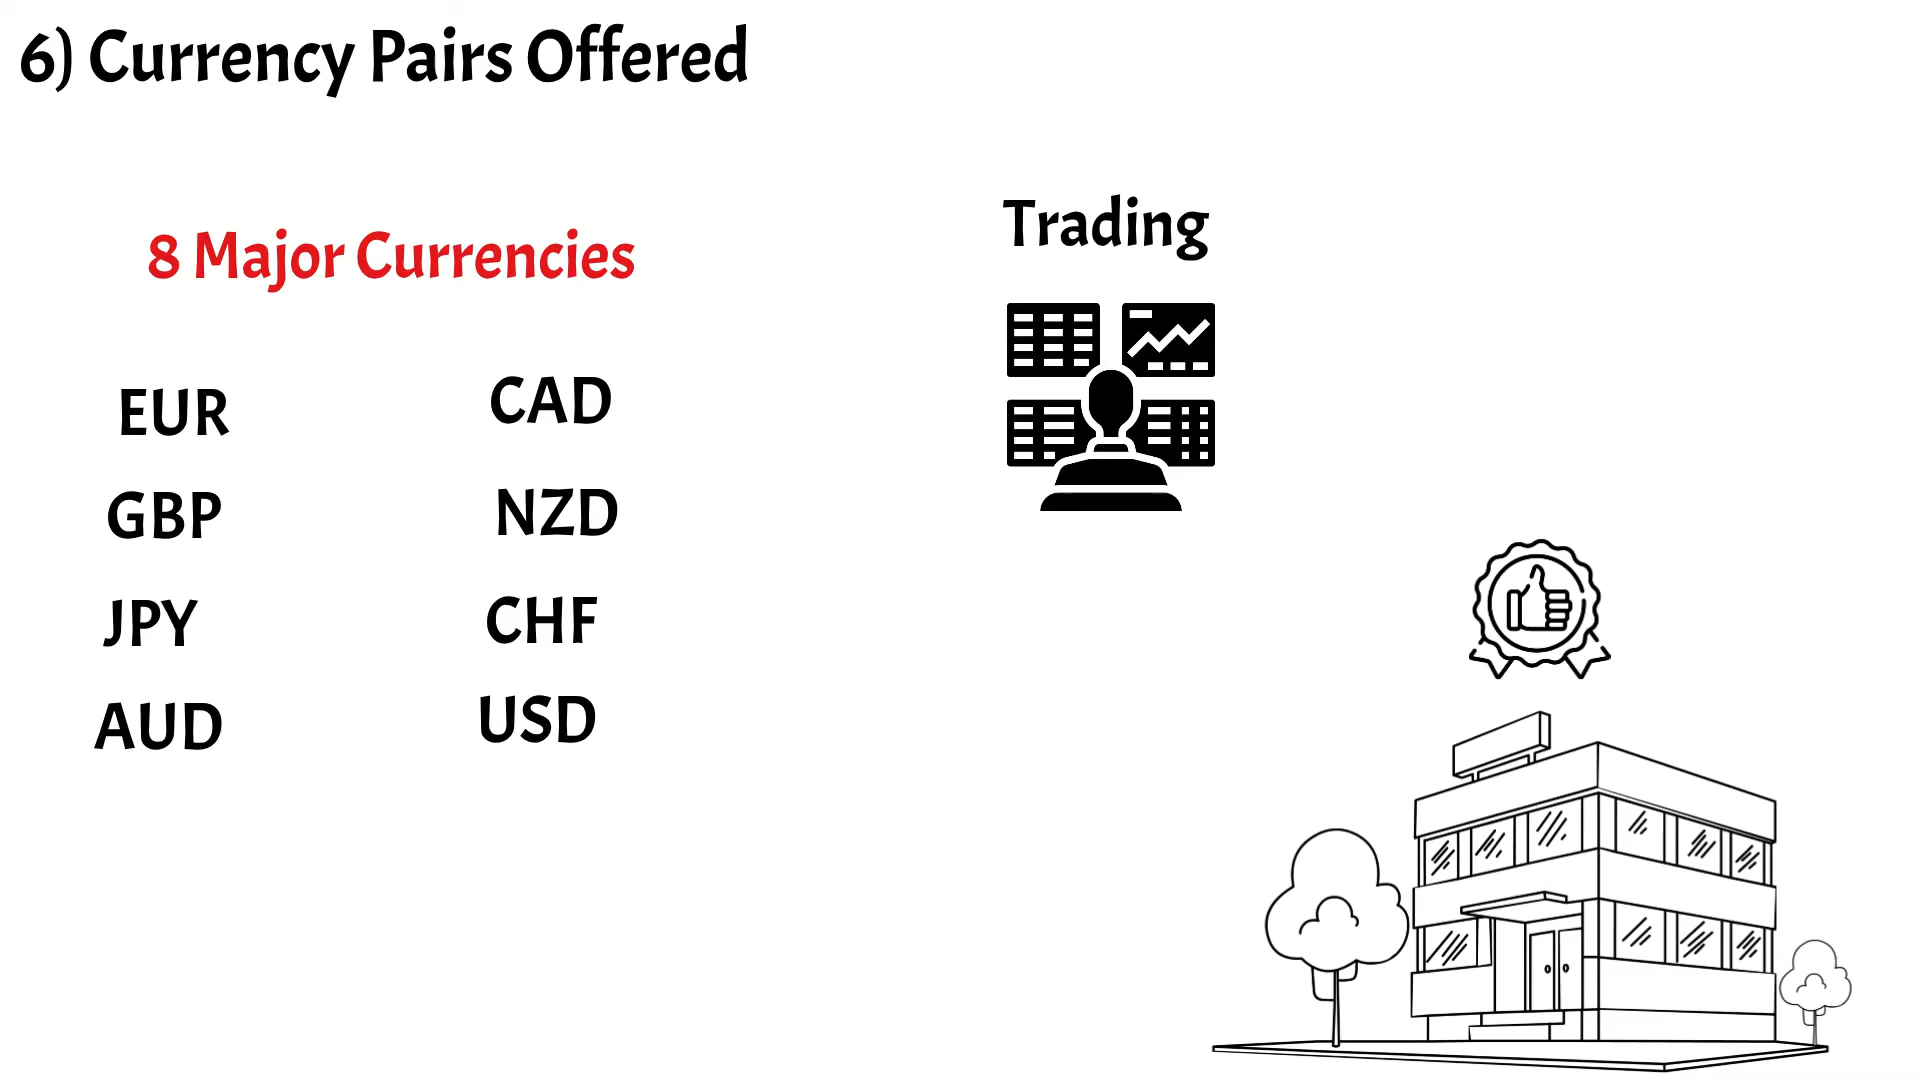 6) Currency Pairs Offered
8 Major Currencies
EUR
GBP
JPY
AUD
CAD
NZD
CHF
USD
Trading